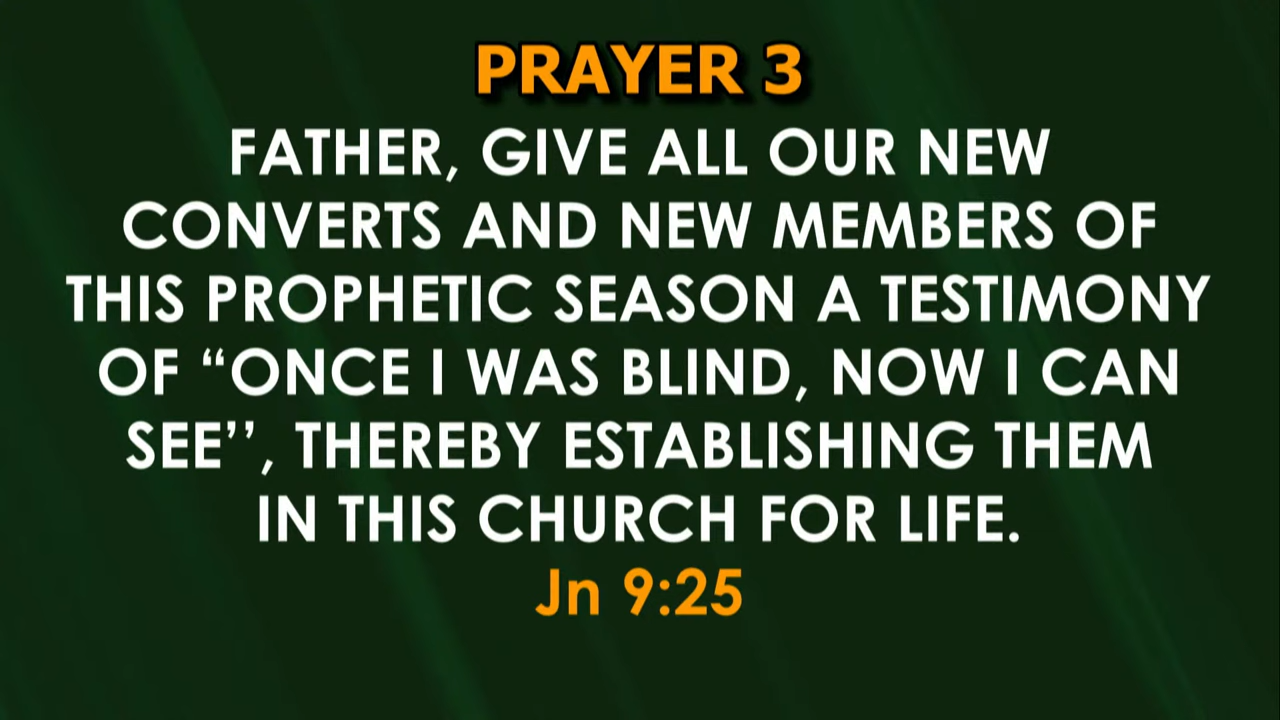 PRAYER 3
FATHER, GIVE ALL OUR NEW
CONVERTS AND NEW MEMBERS OF
THIS PROPHETIC SEASON A TESTIMONY
OF “ONCE I WAS BLIND, NOW I CAN
SEE’’, THEREBY ESTABLISHING THEM
IN THIS CHURCH FOR LIFE.
Jn 9:25